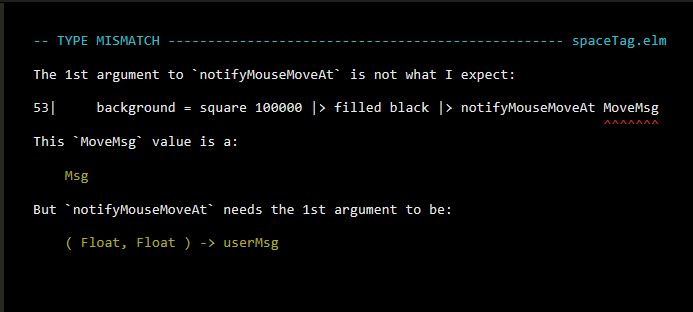 -- TYPE MISMATCH -------------------------------------------------- spaceTag.elm
The 1st argument to `notifyMouseMoveAt` is not what I expect:
53|     background = square 100000 |> filled black |> notifyMouseMoveAt MoveMsg
^^^^^^^
This `MoveMsg` value is a:
Msg
But `notifyMouseMoveAt` needs the 1st argument to be:
( Float, Float ) -> userMsg